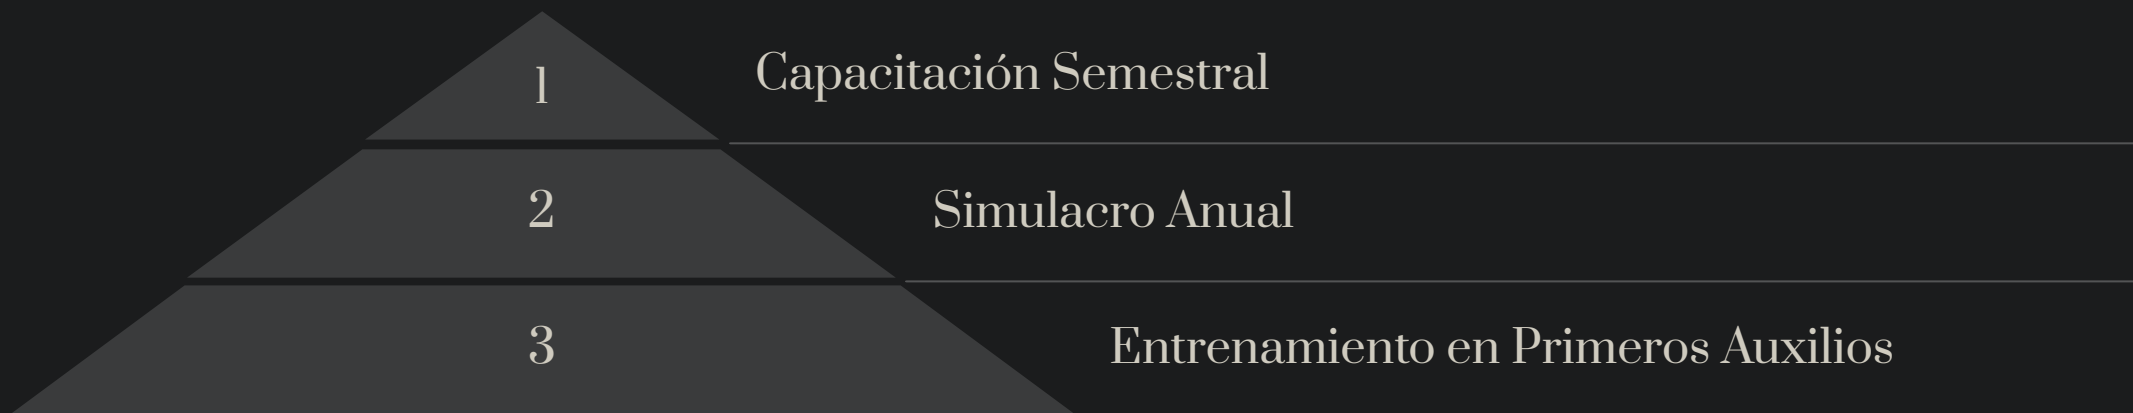 1
Capacitación Semestral
2
Simulacro Anual
3
Entrenamiento en Primeros Auxilios